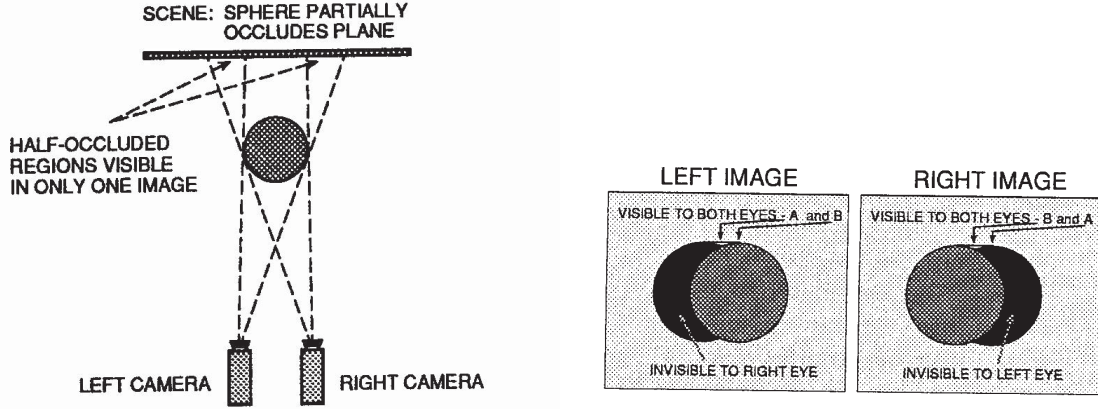 SCENE: SPHERE PARTIALLY
OCCLUDES PLANE
HALF-OCCLUDED
REGIONS VISIBLE
IN ONLY ONE IMAGE
LEFT CAMERA
RIGHT CAMERA
LEFT IMAGE
VISIBLE TO BOTH EYES - A and B
INVISIBLE TO RIGHT EYE
RIGHT IMAGE
VISIBLE TO BOTH EYES - B and A
INVISIBLE TO LEFT EYE